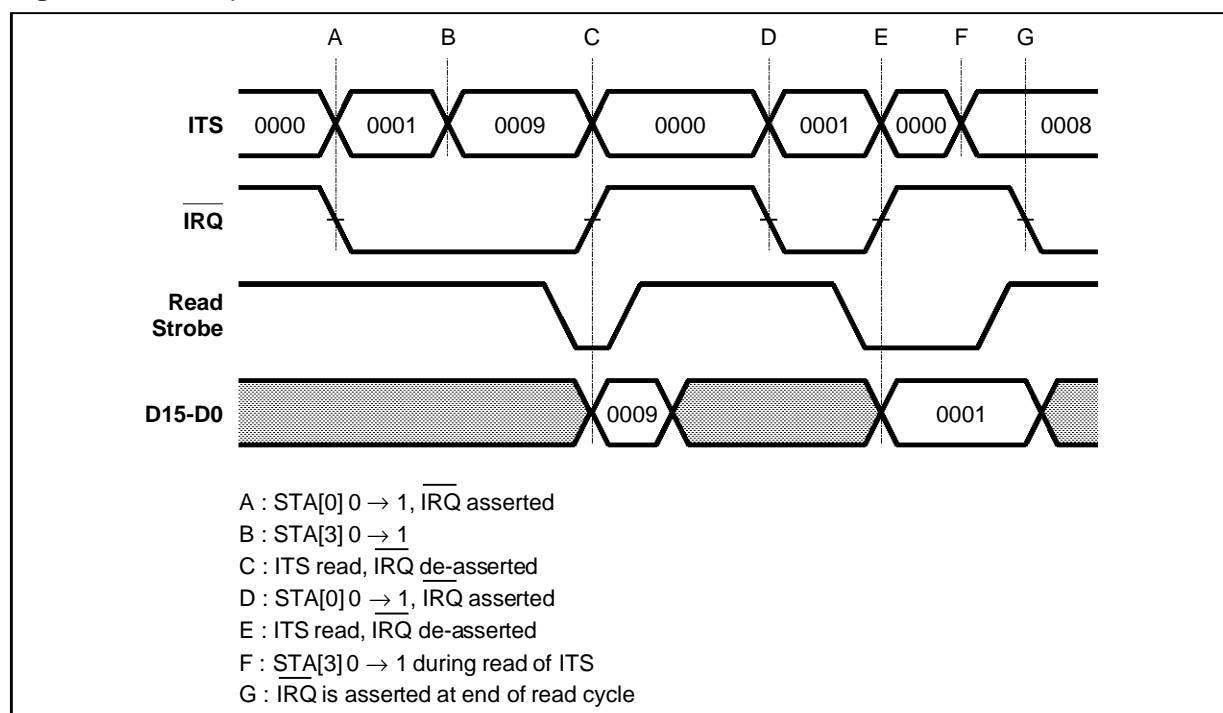 A B C D E F G
ITS 0000 0001 0009 0000 0001 0000 0008
IRQ
Read
Strobe
D15-D0 0009 0001
A : STA[0] 0 → 1, IRQ asserted
B : STA[3] 0 → 1
C : ITS read, IRQ de-asserted
D : STA[0] 0 → 1, IRQ asserted
E : ITS read, IRQ de-asserted
F : STA[3] 0 → 1 during read of ITS
G : IRQ is asserted at end of read cycle